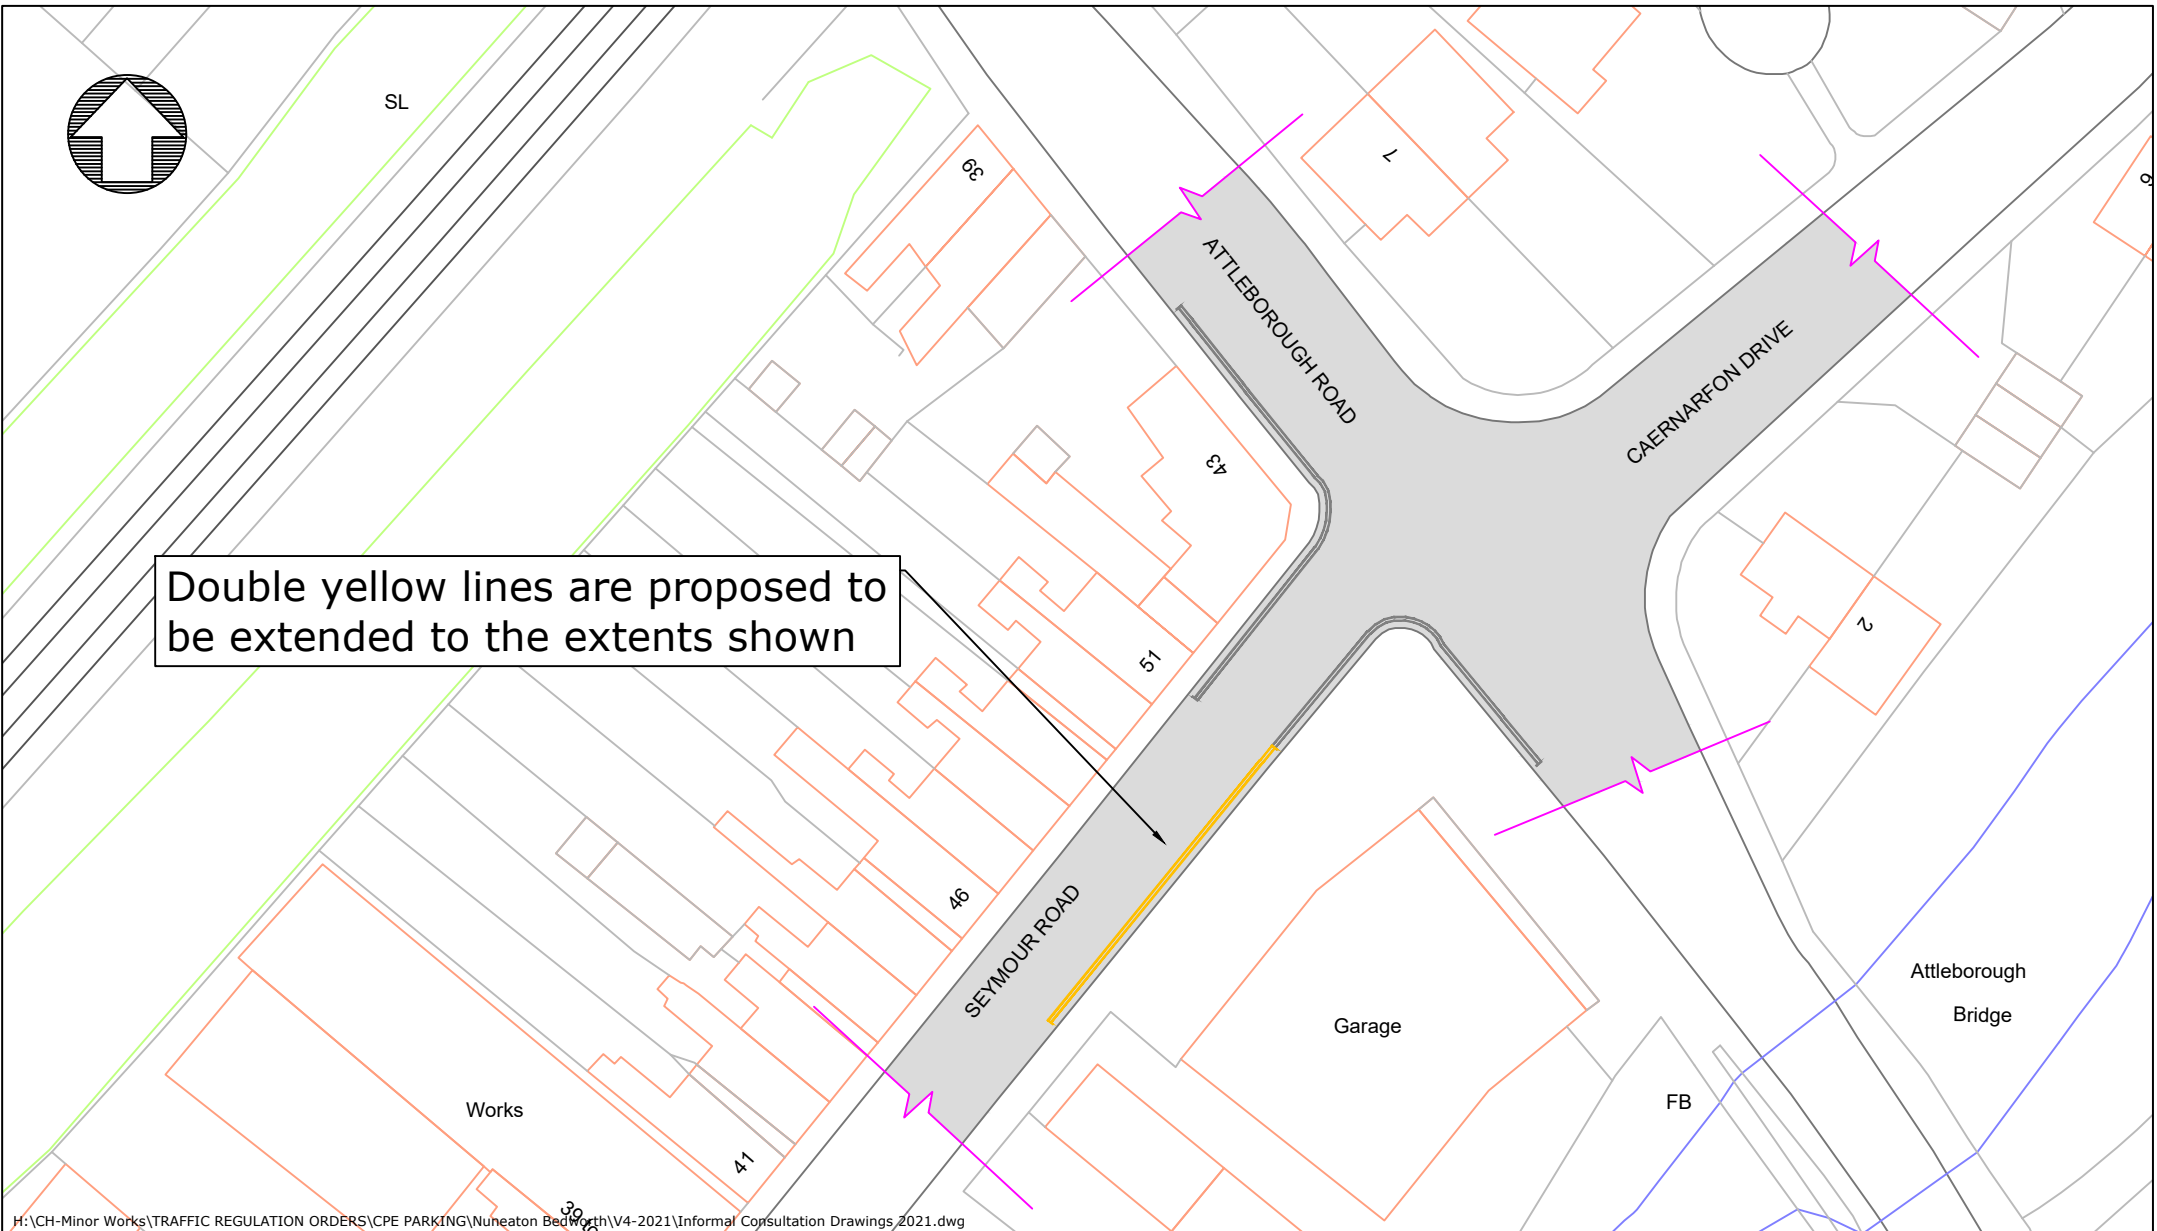 SL
39
7
6
ATTLEBOROUGH ROAD
CAERNARFON DRIVE
43
Double yellow lines are proposed to
be extended to the extents shown
2
51
46
SEYMOUR ROAD
Attleborough
Bridge
Garage
FB
Works
41
H:\CH-Minor Works\TRAFFIC REGULATION ORDERS\CPE PARKING\Nuneaton Bedworth\V4-2021\Informal Consultation Drawings 2021.dwg